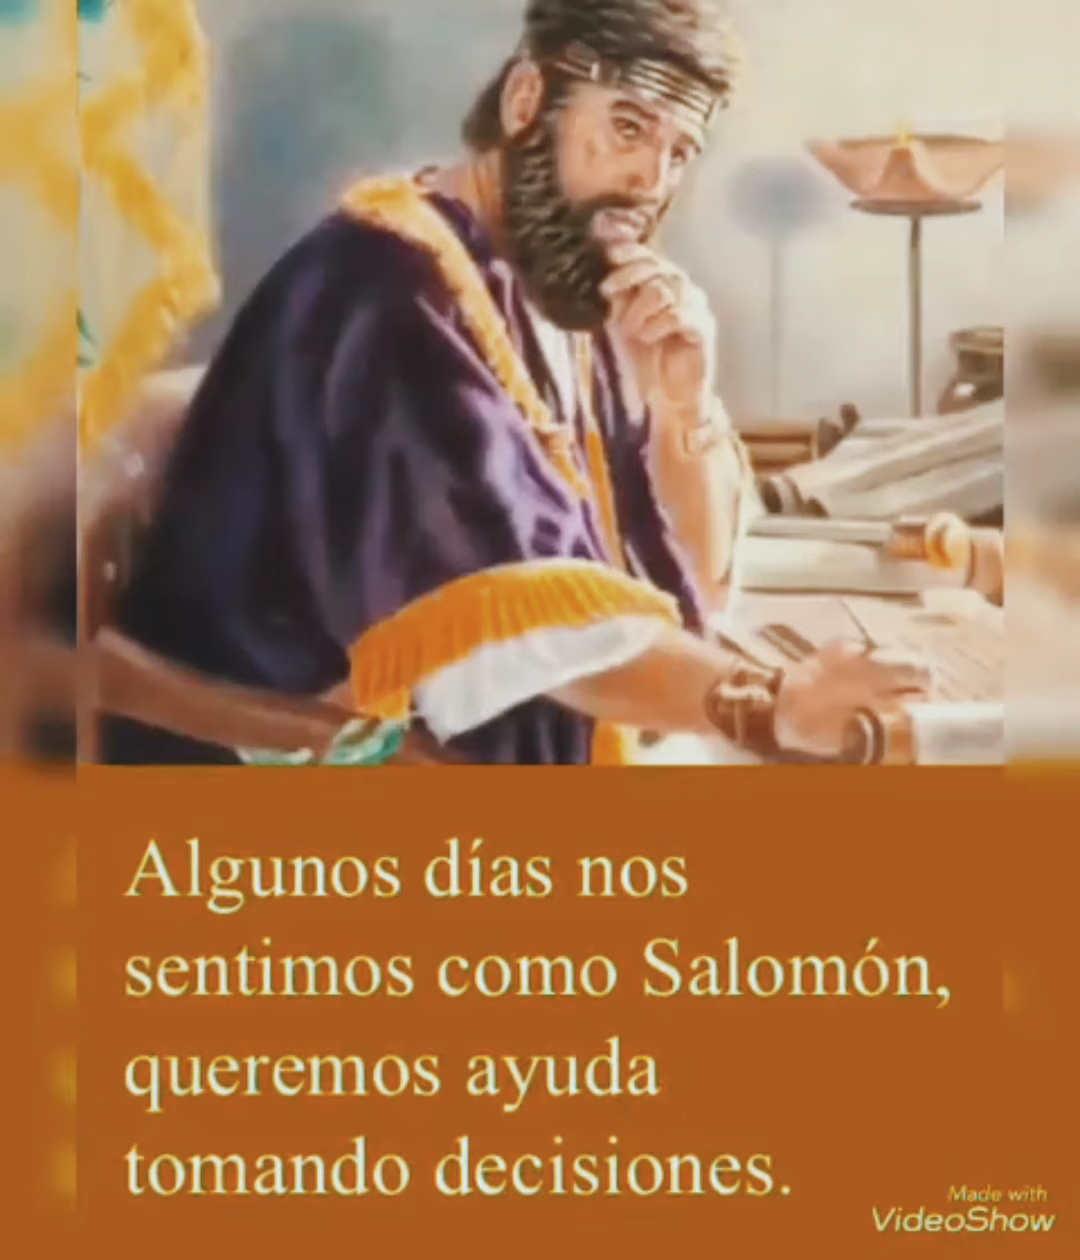 Algunos días nos
sentimos como Salomón,
queremos ayuda
tomando decisiones.
Made with
VideoShow